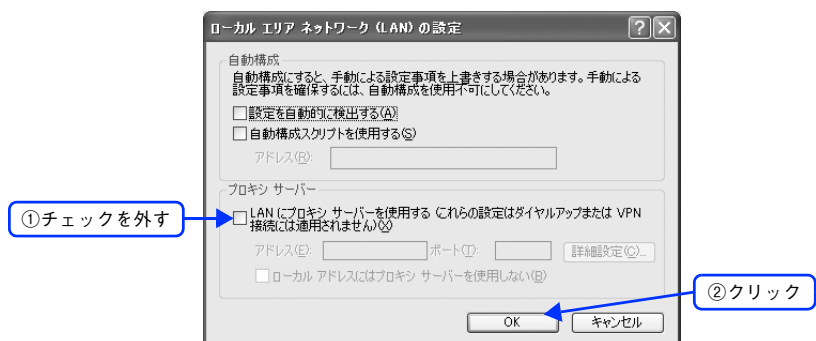 ローカル エリア ネットワーク (LAN) の設定
自動構成
自動構成にすると、手動による設定事項を上書きする場合があります。手動による
設定事項を確保するには、自動構成を使用不可にしてください。
設定を自動的に検出する(A)
自動構成スクリプトを使用する(S)
アドレス(R):
プロキシ サーバー
①チェックを外す
LAN にプロキシ サーバーを使用する (これらの設定はダイヤルアップまたは VPN
接続には適用されません)(X)
アドレス(E):
ポート(T):
詳細設定(C)...
ローカル アドレスにはプロキシ サーバーを使用しない(B)
②クリック
OK
キャンセル